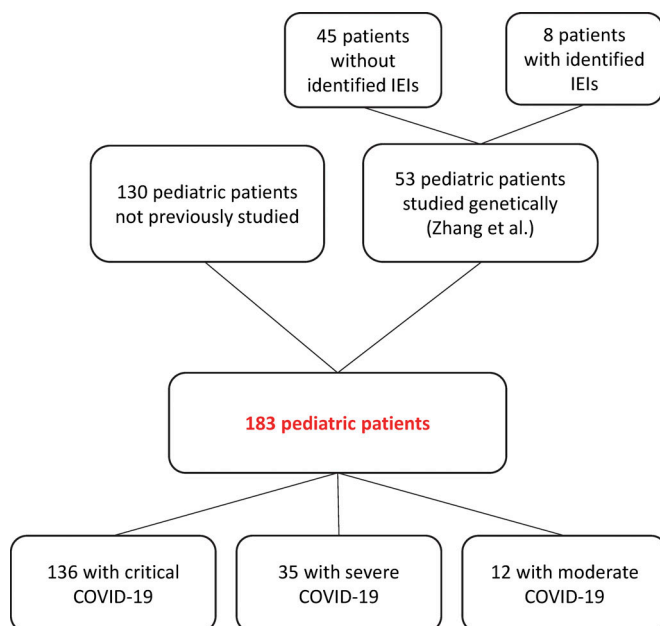 45 patients
without
identified IEIs
8 patients
with identified
IEIs
130 pediatric patients
not previously studied
53 pediatric patients
studied genetically
(Zhang et al.)
183 pediatric patients
136 with critical
COVID-19
35 with severe
COVID-19
12 with moderate
COVID-19